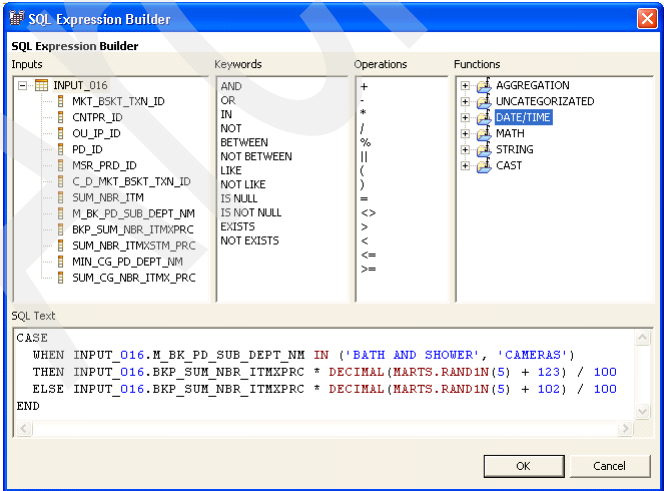 SQL Expression Builder
SQL Expression Builder
Inputs
Keywords
Operations
Functions
INPUT_016
MKT_BSKT_TXN_ID
CNTPR_ID
OU_IP_ID
PD_ID
MSR_PRD_ID
C_D_MKT_BSKT_TXN_ID
SUM_NBR_ITM
M_BK_PD_SUB_DEPT_NM
BKP_SUM_NBR_ITMXPRC
SUM_NBR_ITMXSTM_PRC
MIN_CG_PD_DEPT_NM
SUM_CG_NBR_ITMX_PRC
AND
OR
IN
NOT
BETWEEN
NOT BETWEEN
LIKE
NOT LIKE
IS NULL
IS NOT NULL
EXISTS
NOT EXISTS
+
-
*
/
%
||
(
)
=
<>
>
<
<=
>=
AGGREGATION
UNCATEGORIZATED
DATE/TIME
MATH
STRING
CAST
SQL Text
CASE
WHEN INPUT_016.M_BK_PD_SUB_DEPT_NM IN ('BATH AND SHOWER', 'CAMERAS')
THEN INPUT_016.BKP_SUM_NBR_ITMXPRC * DECIMAL(MARTS.RAND1N(5) + 123) / 100
ELSE INPUT_016.BKP_SUM_NBR_ITMXPRC * DECIMAL(MARTS.RAND1N(5) + 102) / 100
END
OK
Cancel